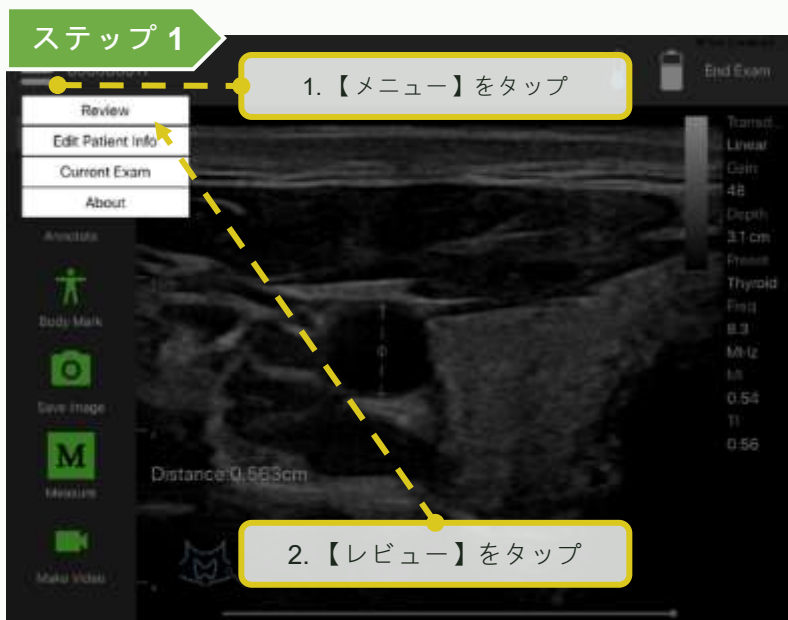 ステップ 1
1. 【メニュー】をタップ
End Exam
Review
Edit Patient Info
Current Exam
About
Annotate
Body Mark
Save Image
Measure
Make Video
Linear
Gain
48
Depth
3.1 cm
Preset
Thyroid
Freq
8.3
MHz
MI
0.54
TI
0.56
Distance:0.563cm
2. 【レビュー】をタップ